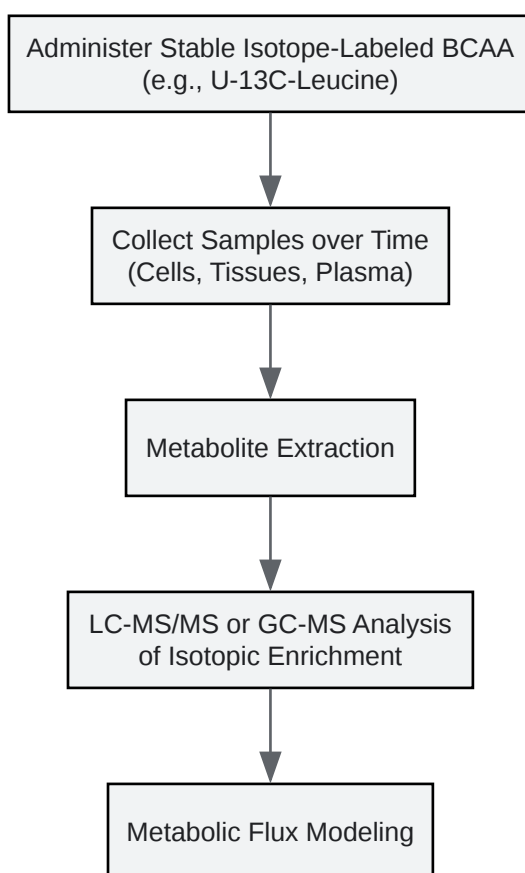 Administer Stable Isotope-Labeled BCAA
(e.g., U-13C-Leucine)
Collect Samples over Time
(Cells, Tissues, Plasma)
Metabolite Extraction
LC-MS/MS or GC-MS Analysis
of Isotopic Enrichment
Metabolic Flux Modeling